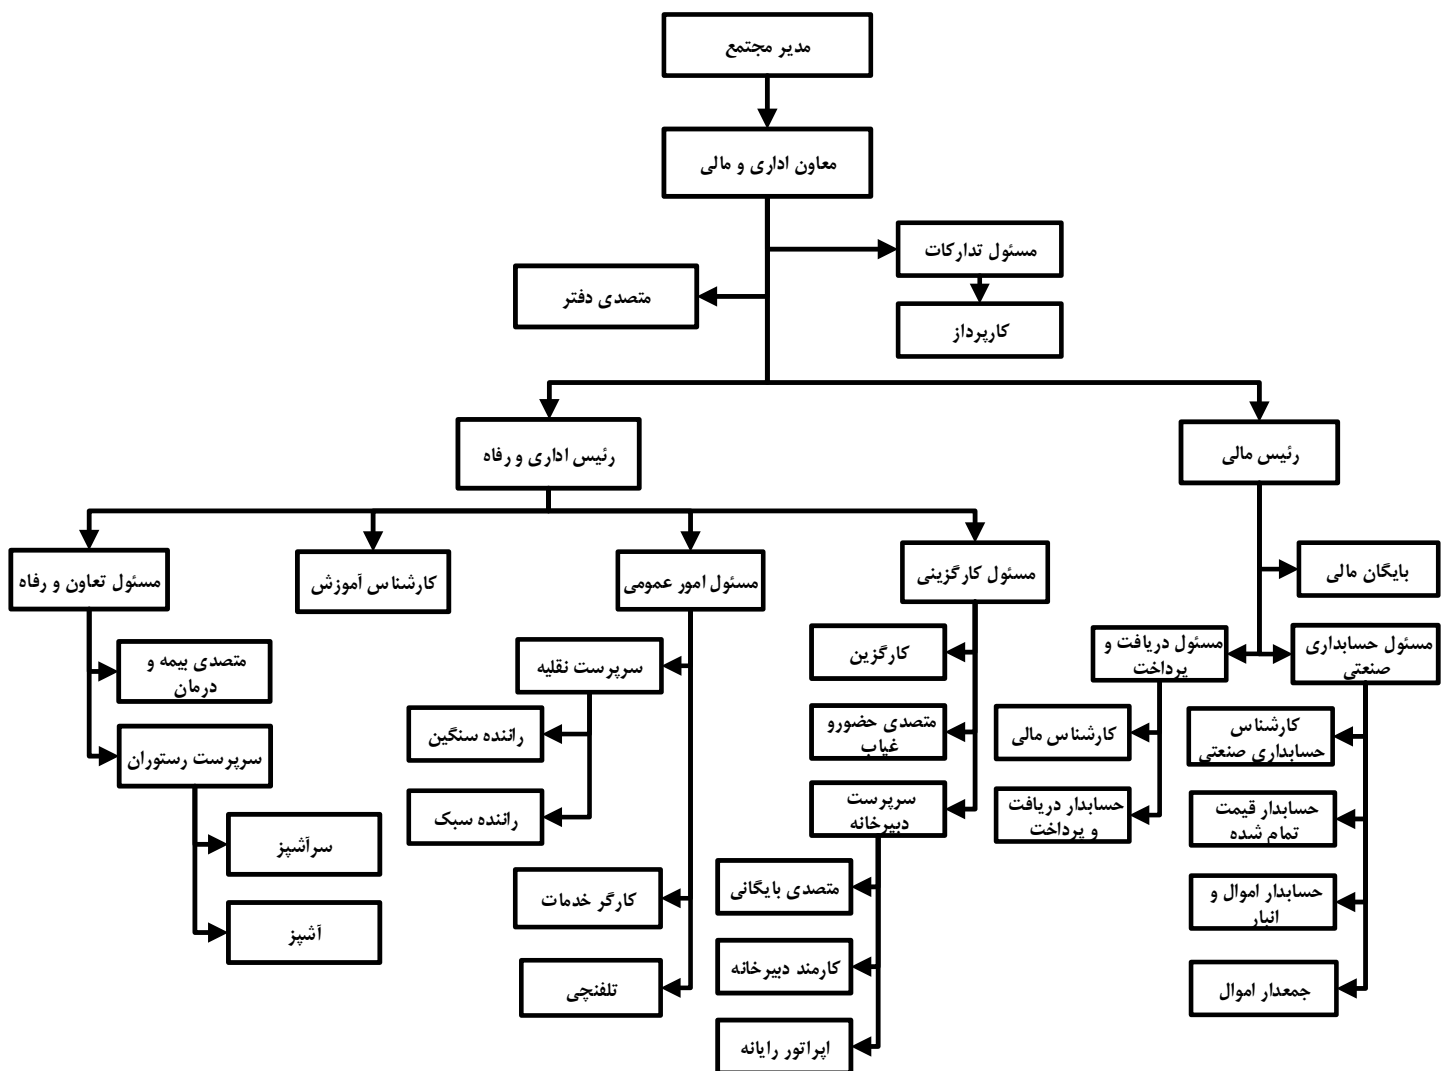 مدیر مجتمع
معاون اداری و مالی
مسئول تدارکات
متصدی دفتر
کارپرداز
رئیس مالی
رئیس اداری و رفاه
بایگان مالی
مسئول کارگزینی
مسئول امور عمومی
کارشناس آموزش
مسئول تعاون و رفاه
مسئول حسابداری
صنعتی
مسئول دریافت و
پرداخت
کارگزین
سرپرست نقلیه
متصدی بیمه و
درمان
کارشناس
حسابداری صنعتی
کارشناس مالی
متصدی حضورو
غیاب
راننده سنگین
سرپرست رستوران
حسابدار قیمت
تمام شده
حسابدار دریافت
و پرداخت
سرپرست
دبیرخانه
راننده سبک
سرآشپز
حسابدار اموال و
انبار
متصدی بایگانی
کارگر خدمات
آشپز
جمعدار اموال
کارمند دبیرخانه
تلفنچی
اپراتور رایانه